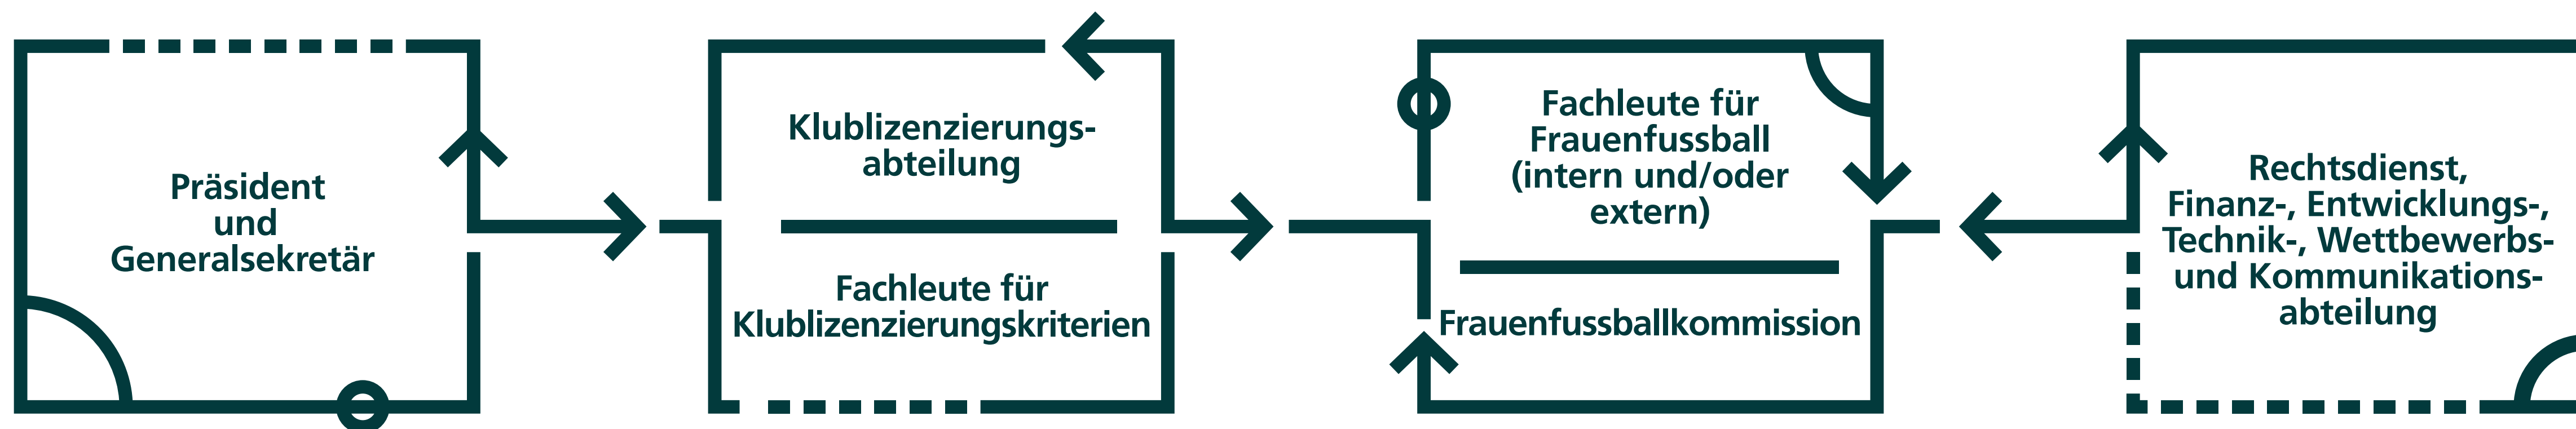 Präsident
und
Generalsekretär
Klublizenzierungs-
abteilung
Fachleute für
Klublizenzierungskriterien
Fachleute für
Frauenfussball
(intern und/oder
extern)
Frauenfussballkommission
Rechtsdienst,
Finanz-, Entwicklungs-,
Technik-, Wettbewerbs-
und Kommunikations-
abteilung